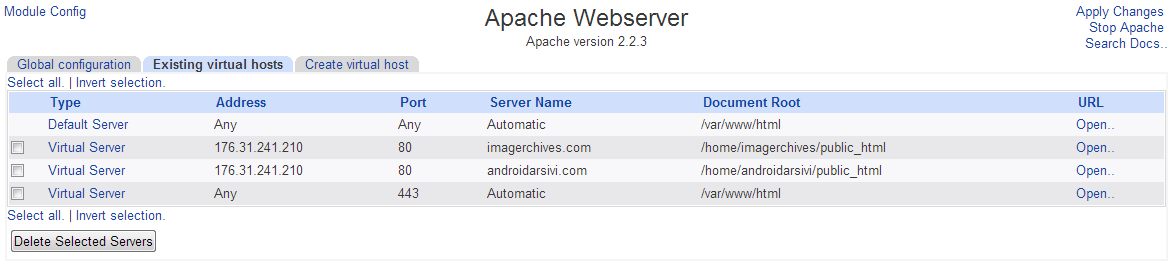 Module Config
Apache Webserver
Apache version 2.2.3
Apply Changes
Stop Apache
Search Docs..
Global configuration Existing virtual hosts Create virtual host
Select all. | Invert selection.
Type Address Port Server Name Document Root URL
Default Server Any Any Automatic /var/www/html Open..
Virtual Server 176.31.241.210 80 imagerchives.com /home/imagerchives/public_html Open..
Virtual Server 176.31.241.210 80 androidarsivi.com /home/androidarsivi/public_html Open..
Virtual Server Any 443 Automatic /var/www/html Open..
Select all. | Invert selection.
Delete Selected Servers